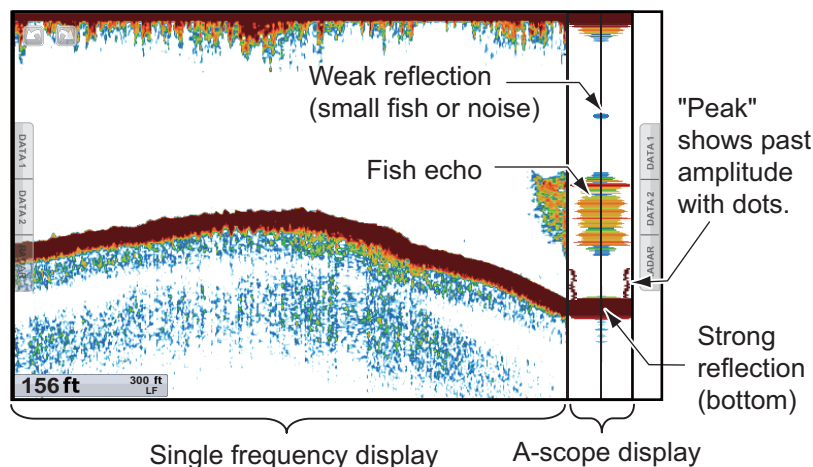 Weak reflection
(small fish or noise)
Fish echo
"Peak"
shows past
amplitude
with dots.
Strong
reflection
(bottom)
DATA 1
DATA 2
DATA 1
DATA 2
156 ft
300 ft
LF
Single frequency display
A-scope display